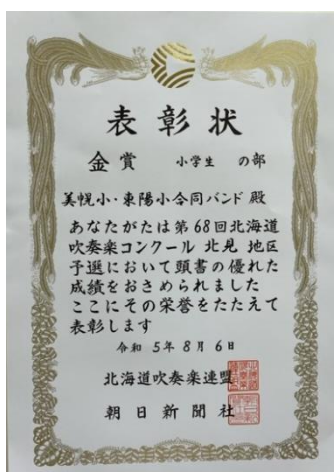 表彰状
金賞 小学生 の部
美幌小・東陽小合同バンド 殿
あなたがたは第68回北海道
吹奏楽コンクール 北見 地区
予選において頭書の優れた
成績をおさめられました
ここにその栄誉をたたえて
表彰します
令和 5年 8月 6日
北海道吹奏楽連盟
朝日新聞社